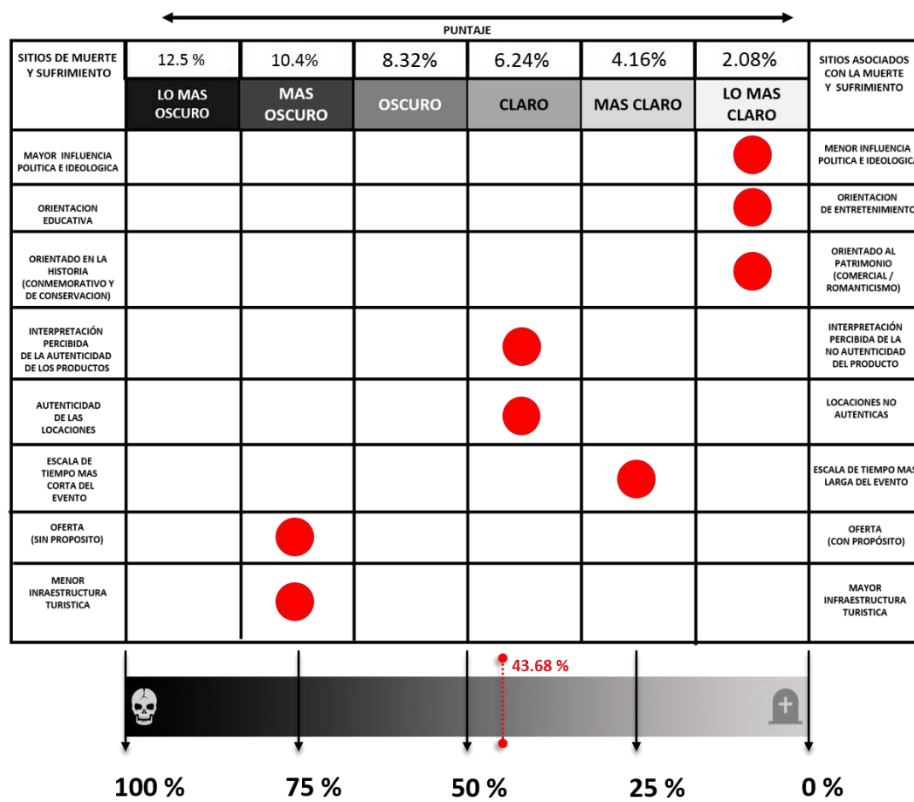 PUNTAJE
SITIOS DE MUERTE
Y SUFRIMIENTO
12.5 %
10.4%
8.32%
6.24%
4.16%
2.08%
SITIOS ASOCIADOS
CON LA MUERTE
Y SUFRIMIENTO
LO MAS
OSCURO
MAS
OSCURO
OSCURO
CLARO
MAS CLARO
LO MAS
CLARO
MAYOR INFLUENCIA
POLITICA E IDEOLOGICA
MENOR INFLUENCIA
POLITICA E IDEOLOGICA
ORIENTACION
EDUCATIVA
ORIENTACION
DE ENTRETENIMIENTO
ORIENTADO EN LA
HISTORIA
(CONMEMORATIVO Y
DE CONSERVACION)
ORIENTADO AL
PATRIMONIO
(COMERCIAL /
ROMANTICISMO)
INTERPRETACIÓN
PERCIBIDA
DE LA AUTENTICIDAD
DE LOS PRODUCTOS
INTERPRETACIÓN
PERCIBIDA DE LA
NO AUTENTICIDAD
DEL PRODUCTO
AUTENTICIDAD
DE LAS
LOCACIONES
LOCACIONES NO
AUTENTICAS
ESCALA DE
TIEMPO MAS
CORTA DEL
EVENTO
ESCALA DE TIEMPO MAS
LARGA DEL EVENTO
OFERTA
(SIN PROPOSITO)
OFERTA
(CON PROPÓSITO)
MENOR
INRAESTRUCTURA
TURISTICA
MAYOR
INFRAESTRUCTURA
TURISTICA
43.68 %
100 %
75 %
50 %
25 %
0 %